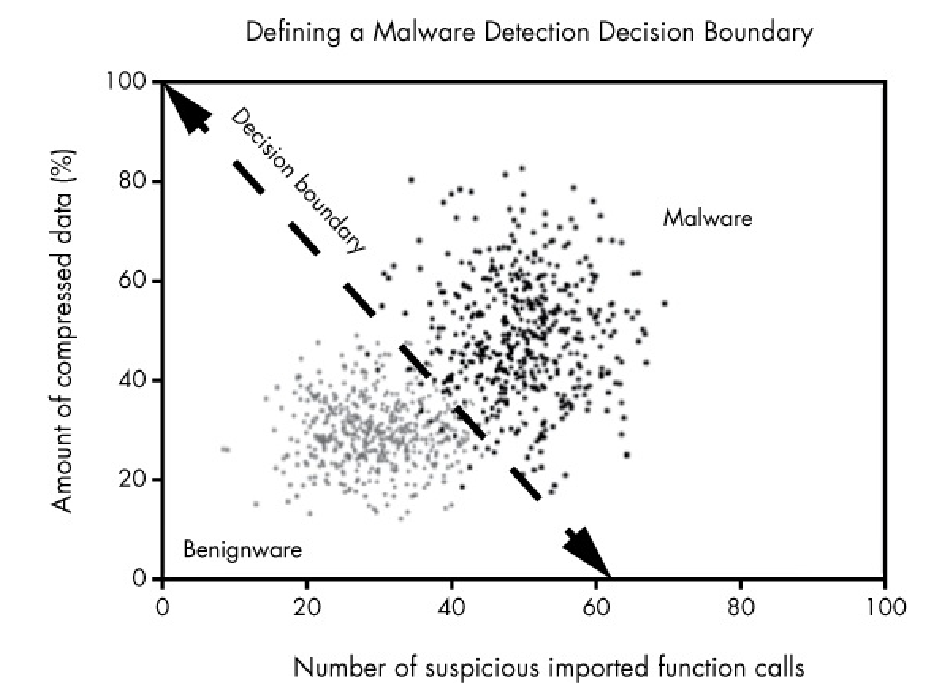 Defining a Malware Detection Decision Boundary
100
80
60
40
20
0
Amount of compressed data (%)
Decision boundary
Malware
Benignware
0 20 40 60 80 100
Number of suspicious imported function calls